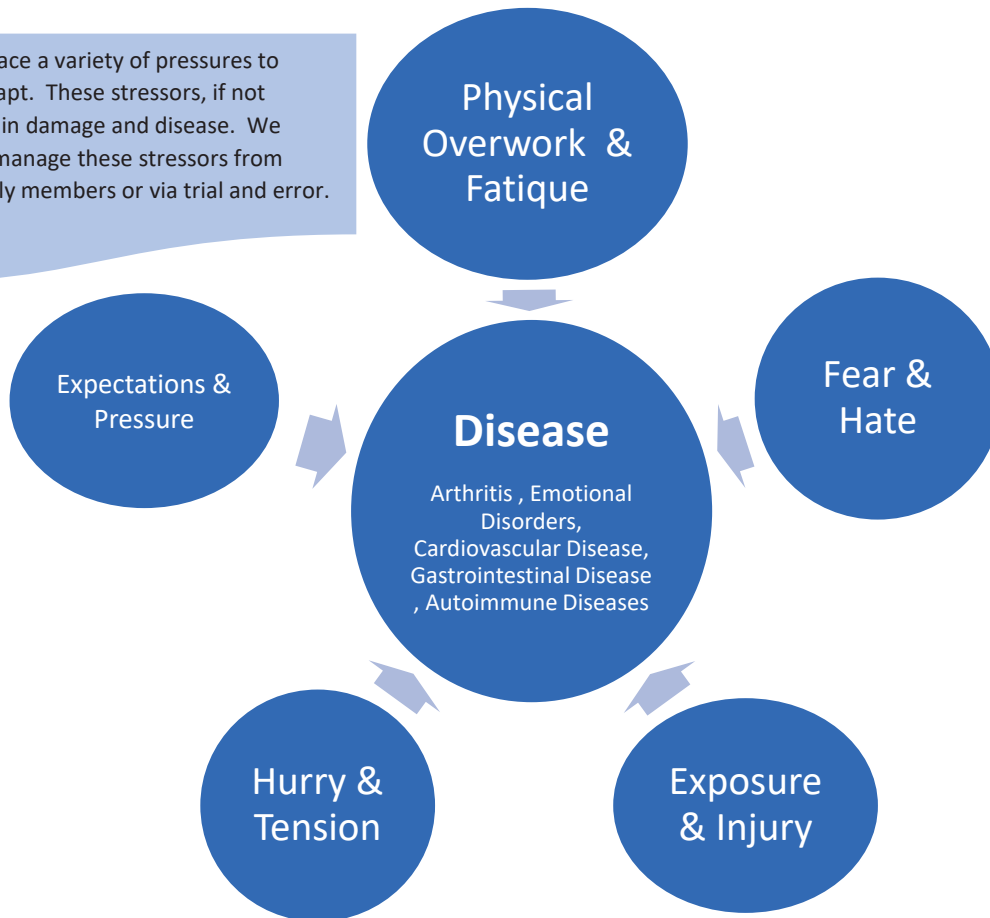 ace a variety of pressures to
apt. These stressors, if not
in damage and disease. We
manage these stressors from
ly members or via trial and error.
Physical
Overwork &
Fatique
Expectations &
Pressure
Fear &
Hate
Disease
Arthritis , Emotional
Disorders,
Cardiovascular Disease,
Gastrointestinal Disease
, Autoimmune Diseases
Hurry &
Tension
Exposure
& Injury